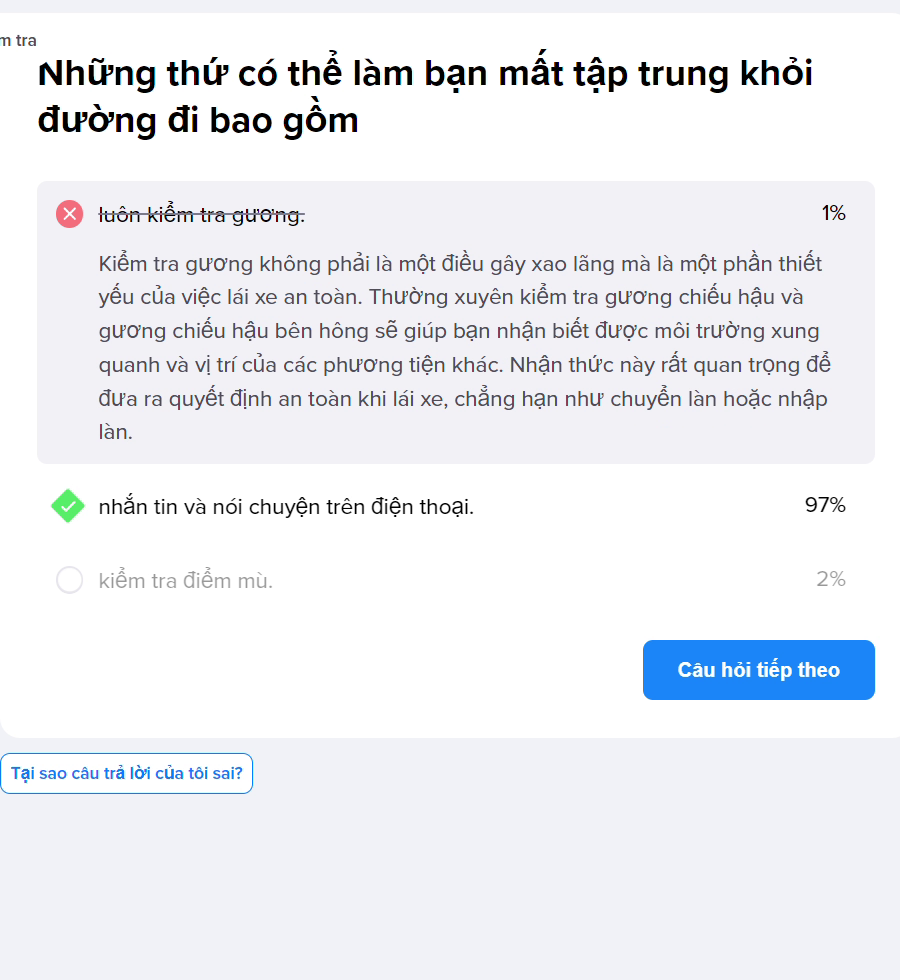 m tra
Những thứ có thể làm bạn mất tập trung khỏi
đường đi bao gồm
luôn kiểm tra gương.
1%
Kiểm tra gương không phải là một điều gây xao lãng mà là một phần thiết
yếu của việc lái xe an toàn. Thường xuyên kiểm tra gương chiếu hậu và
gương chiếu hậu bên hông sẽ giúp bạn nhận biết được môi trường xung
quanh và vị trí của các phương tiện khác. Nhận thức này rất quan trọng để
đưa ra quyết định an toàn khi lái xe, chẳng hạn như chuyển làn hoặc nhập
làn.
nhắn tin và nói chuyện trên điện thoại.
97%
kiểm tra điểm mù.
2%
Câu hỏi tiếp theo
Tại sao câu trả lời của tôi sai?